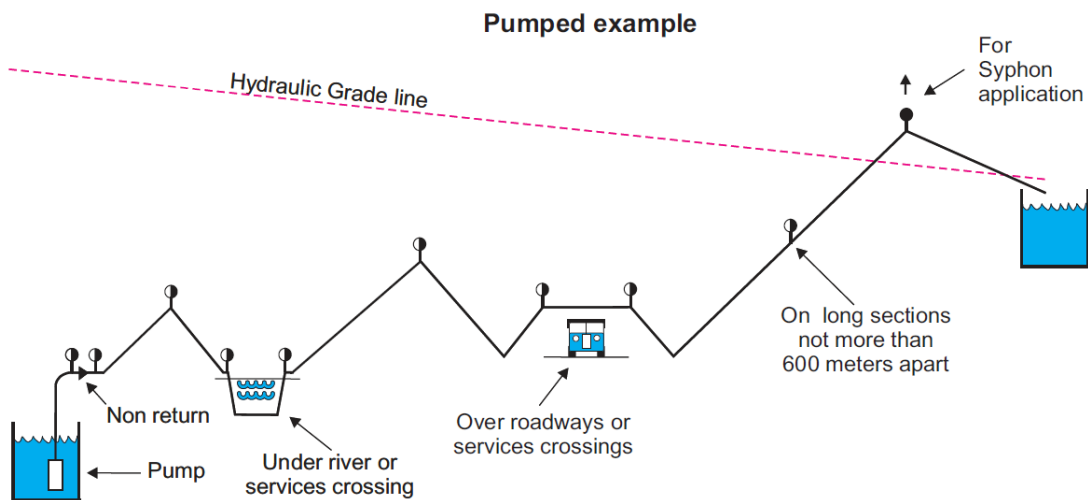 Pumped example
For
Syphon
application
Hydraulic Grade line
On long sections
not more than
600 meters apart
Non return
Over roadways or
services crossings
Under river or
services crossing
Pump